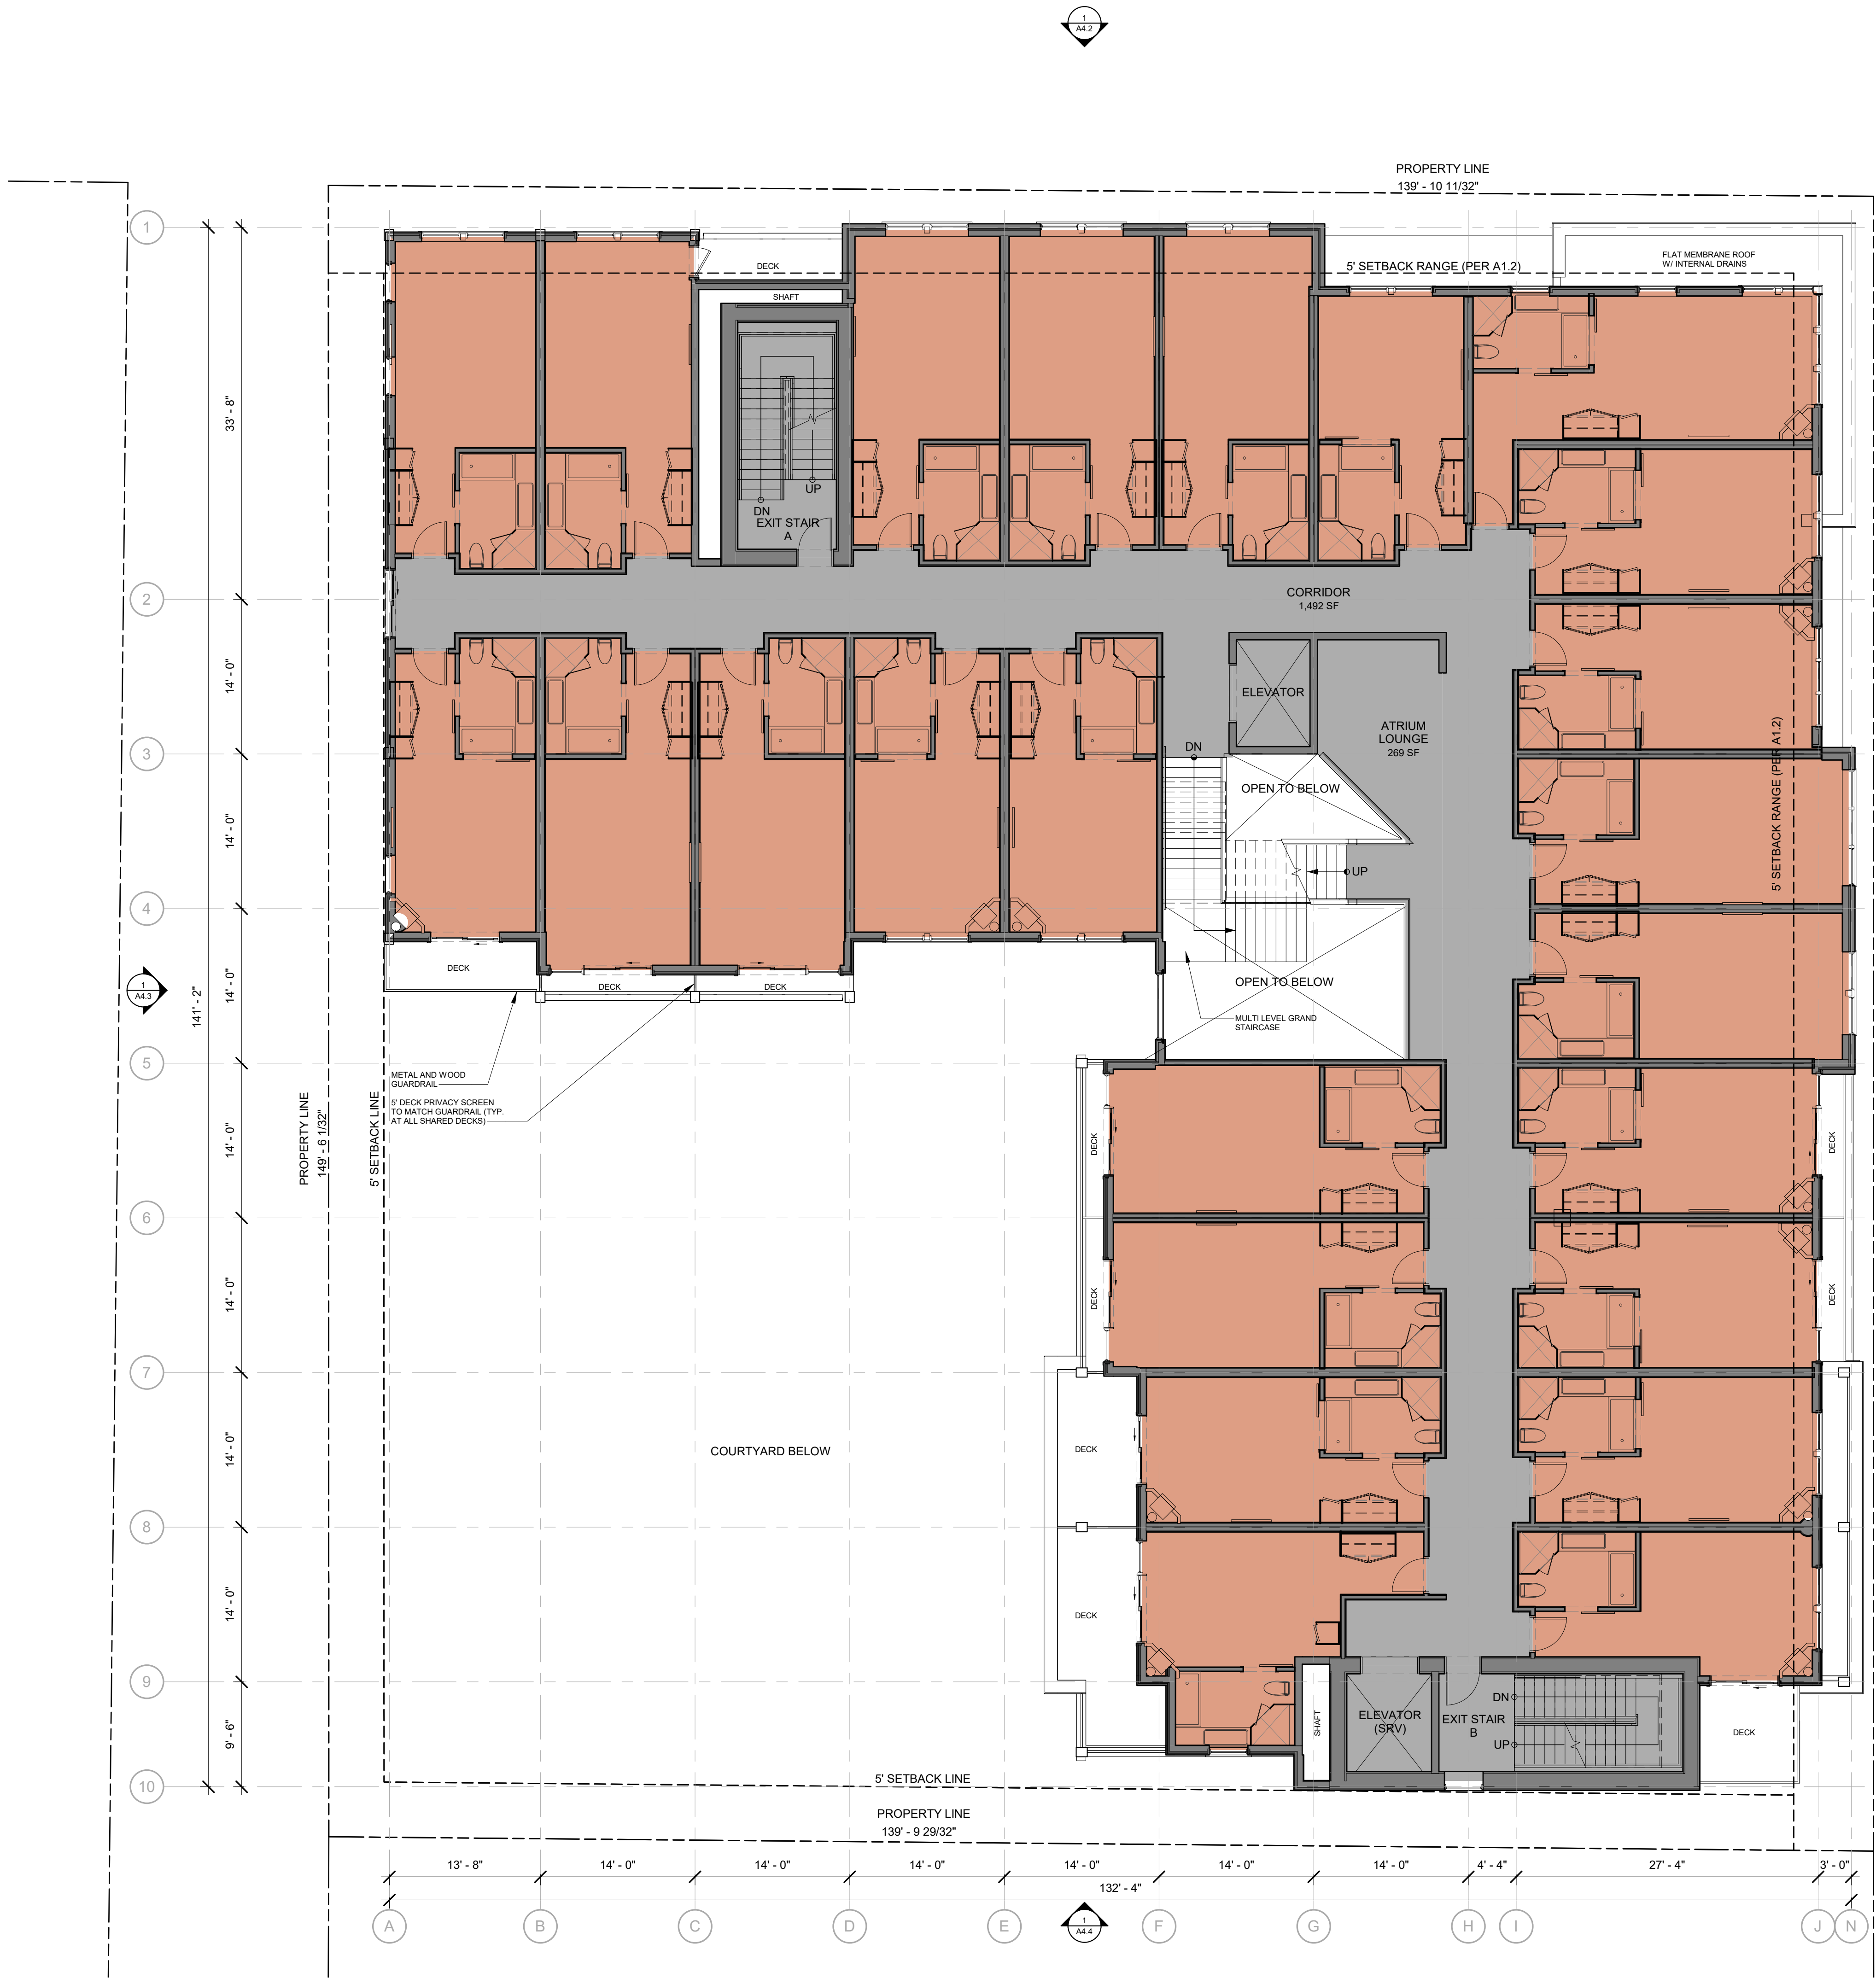 1
A4.2
PROPERTY LINE
139' - 10 11/32"
1
DECK
5' SETBACK RANGE (PER A1.2)
FLAT MEMBRANE ROOF
W/ INTERNAL DRAINS
SHAFT
33' - 8"
UP
DN
EXIT STAIR
A
2
CORRIDOR
1,492 SF
14' - 0"
ELEVATOR
ATRIUM
LOUNGE
269 SF
DN
3
OPEN TO BELOW
5' SETBACK RANGE (PER A1.2)
14' - 0"
UP
4
DECK
DECK
DECK
1
A4.3
141' - 2"
14' - 0"
OPEN TO BELOW
MULTI LEVEL GRAND
STAIRCASE
5
METAL AND WOOD
GUARDRAIL
5' DECK PRIVACY SCREEN
TO MATCH GUARDRAIL (TYP.
AT ALL SHARED DECKS)
PROPERTY LINE
149' - 6 1/32"
5' SETBACK LINE
14' - 0"
DECK
DECK
6
14' - 0"
DECK
DECK
7
14' - 0"
COURTYARD BELOW
DECK
8
14' - 0"
DECK
9
9' - 6"
SHAFT
ELEVATOR
(SRV)
EXIT STAIR
B
DN
UP
DECK
10
5' SETBACK LINE
PROPERTY LINE
139' - 9 29/32"
13' - 8"
14' - 0"
14' - 0"
14' - 0"
14' - 0"
14' - 0"
14' - 0"
4' - 4"
27' - 4"
3' - 0"
132' - 4"
A
B
C
D
E
1
A4.4
F
G
H
I
J
N